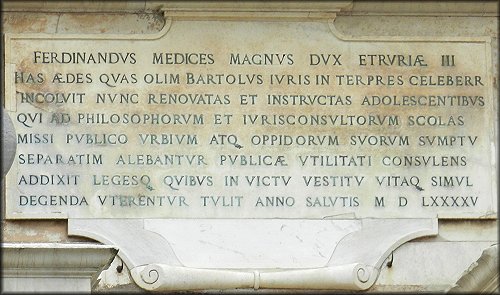 FERDINANDVS MEDICES MAGNVS DVX ETRVRIÆ III
HAS ÆDES QVAS OLIM BARTOLVS IVRIS IN TERPRES CELEBERR
INCOLVIT NVNC RENOVATAS ET INSTRVCTAS ADOLESCENTIBVS
QVI AD PHILOSOPHORVM ET IVRISCONSVLTORVM SCOLAS
MISSI PVBLICO VRBIVM ATQ. OPPIDORVM SVORVM SVMPTV
SEPARATIM ALEBANTVR PVBLICÆ VTILITATI CONSVLENS
ADDIXIT LEGESQ. QVIBVS IN VICTV VESTITV VITAQ. SIMVL
DEGENDA VTERENTVR TVLIT ANNO SALVTIS M D LXXXXV